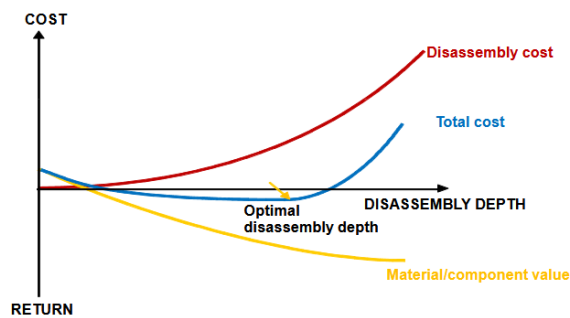 COST
Disassembly cost
Total cost
DISASSEMBLY DEPTH
Optimal
disassembly depth
Material/component value
RETURN